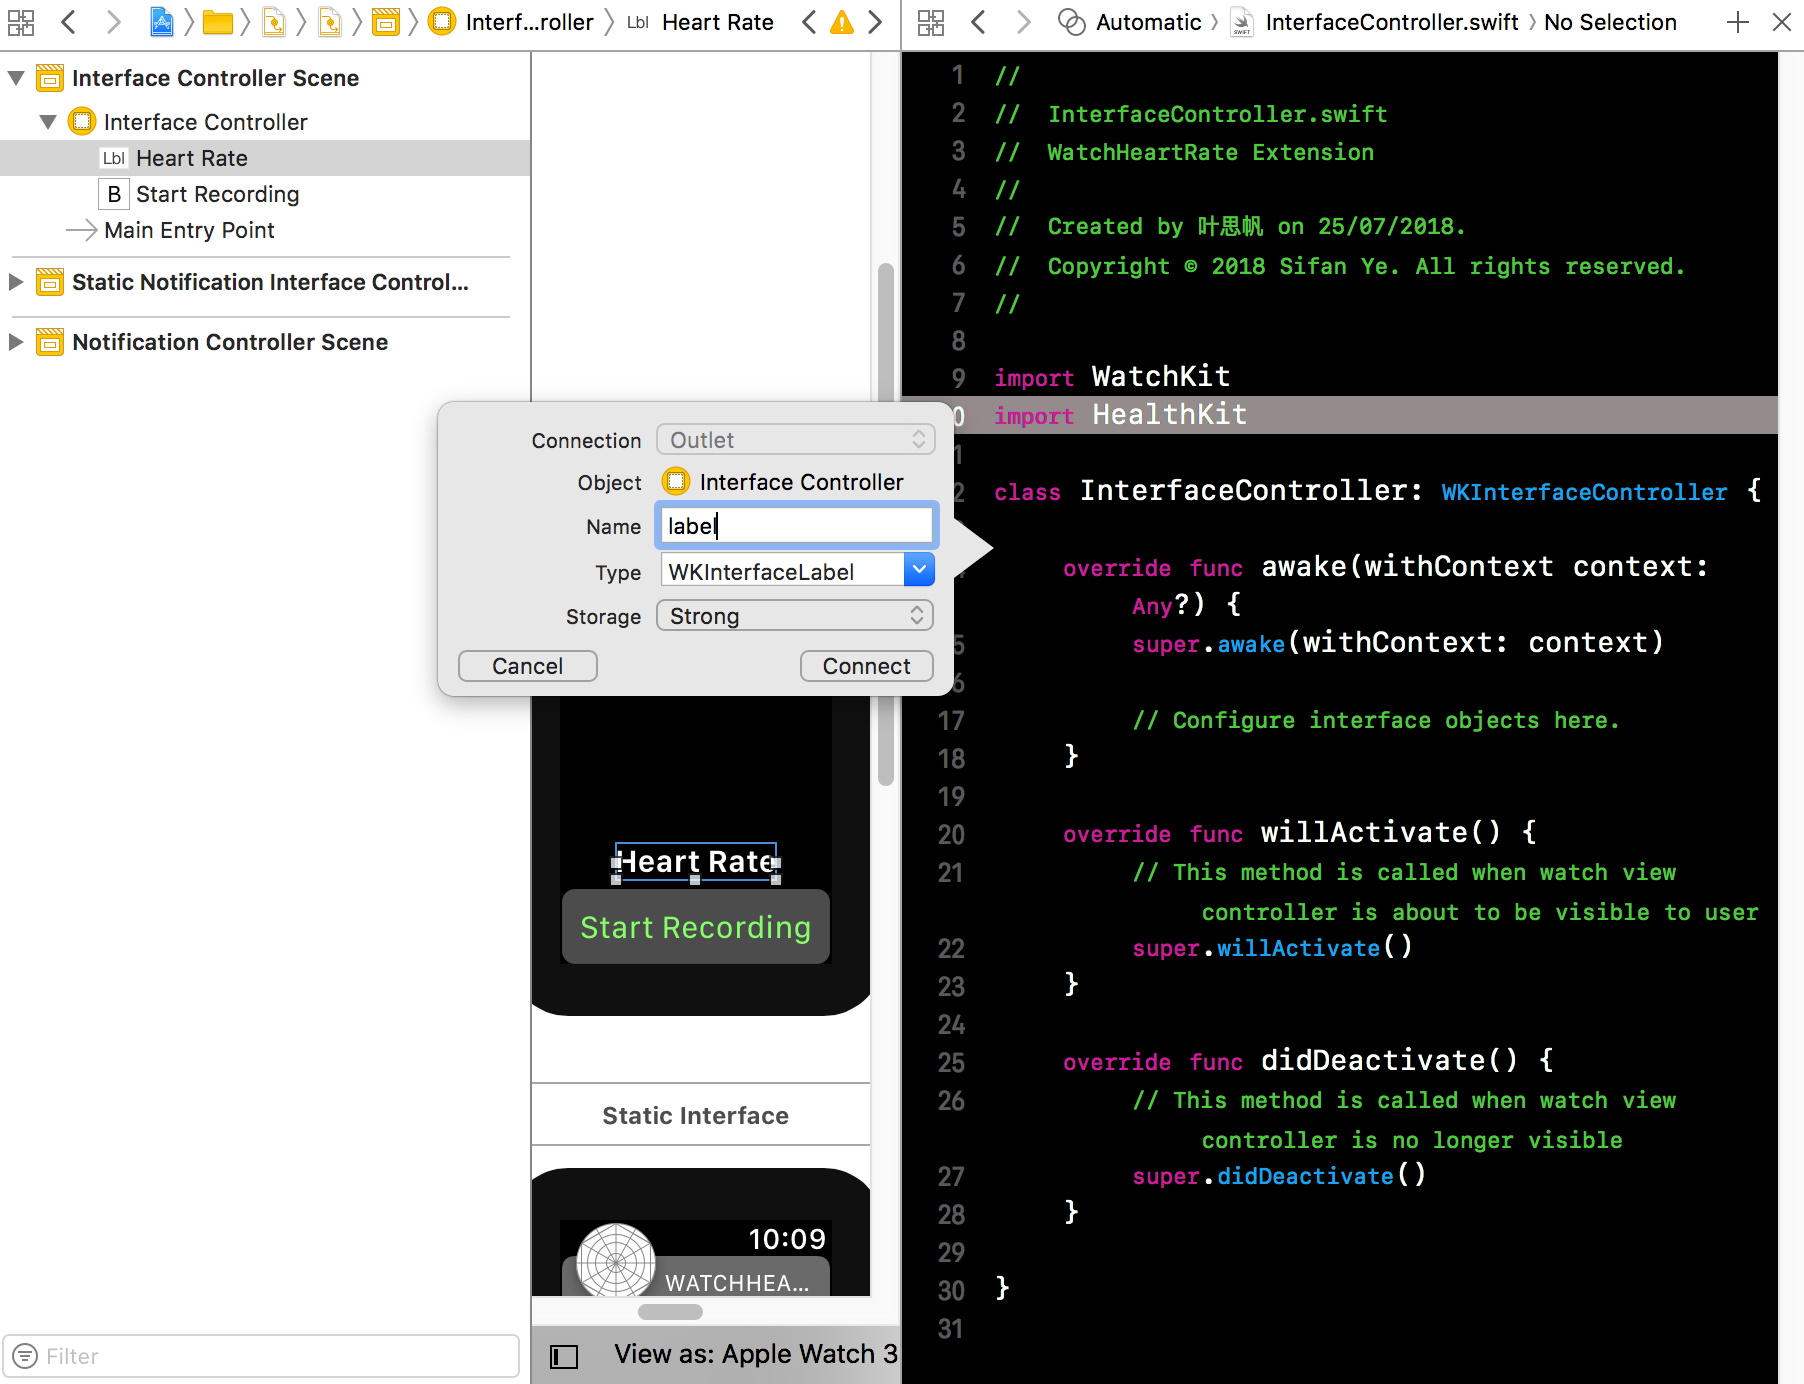 Interf...roller
Lbl Heart Rate
Automatic
InterfaceController.swift
No Selection
Interface Controller Scene
Interface Controller
Lbl Heart Rate
B Start Recording
Main Entry Point
Static Notification Interface Control...
Notification Controller Scene
Filter
Connection Outlet
Object Interface Controller
Name label
Type WKInterfaceLabel
Storage Strong
Cancel Connect
Heart Rate
Start Recording
Static Interface
10:09
WATCHHEA...
View as: Apple Watch 3
1 //
2 // InterfaceController.swift
3 // WatchHeartRate Extension
4 //
5 // Created by 叶思帆 on 25/07/2018.
6 // Copyright © 2018 Sifan Ye. All rights reserved.
7 //
8
9 import WatchKit
0 import HealthKit
1
2 class InterfaceController: WKInterfaceController {
override func awake(withContext context:
Any?) {
5 super.awake(withContext: context)
6
17 // Configure interface objects here.
18 }
19
20 override func willActivate() {
21 // This method is called when watch view
controller is about to be visible to user
22 super.willActivate()
23 }
24
25 override func didDeactivate() {
26 // This method is called when watch view
controller is no longer visible
27 super.didDeactivate()
28 }
29
30 }
31